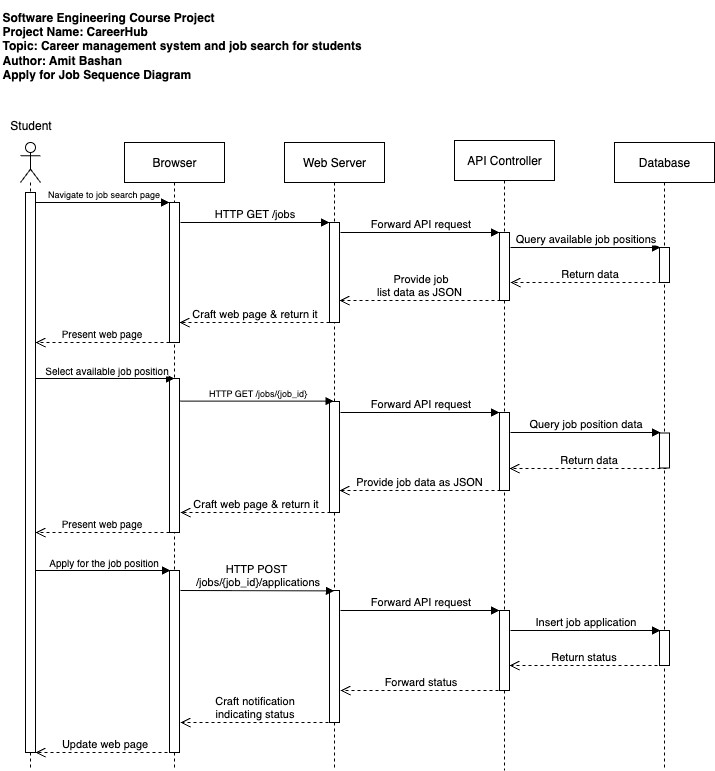 Software Engineering Course Project
Project Name: CareerHub
Topic: Career management system and job search for students
Author: Amit Bashan
Apply for Job Sequence Diagram
Student
Browser
Web Server
API Controller
Database
Navigate to job search page
HTTP GET /jobs
Forward API request
Query available job positions
Return data
Provide job
list data as JSON
Craft web page & return it
Present web page
Select available job position
HTTP GET /jobs/{job_id}
Forward API request
Query job position data
Return data
Provide job data as JSON
Craft web page & return it
Present web page
Apply for the job position
HTTP POST
/jobs/{job_id}/applications
Forward API request
Insert job application
Return status
Forward status
Craft notification
indicating status
Update web page